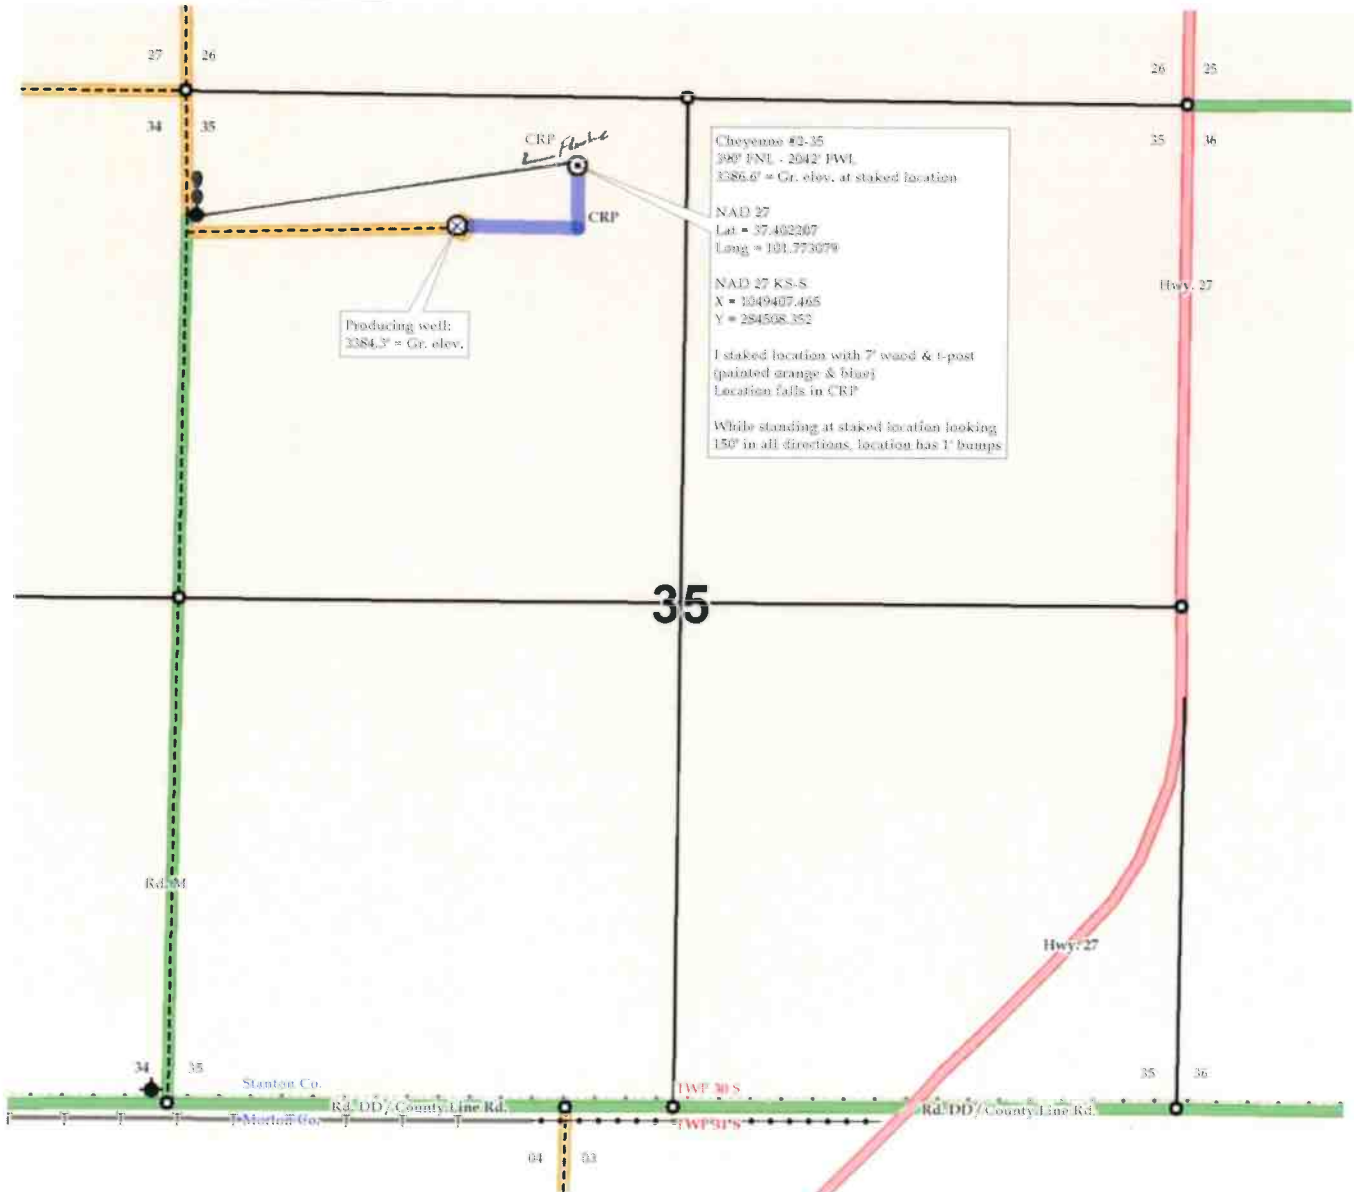 27 26
26 25
34 35
35 36
CRP
CRP
Cheyenne #2-35
390' FNL - 2042' FWL
3386.6' = Gr. elev. at staked location
NAD 27
Lat = 37.402207
Long = 101.773079
NAD 27 KS-S
X = 1049407.465
Y = 284508.352
I staked location with 7' wood & t-post
(painted orange & blue)
Location falls in CRP
While standing at staked location looking
150' in all directions, location has 1' bumps
Hwy. 27
Producing well:
3384.3' = Gr. elev.
35
Rd. M
Hwy. 27
34 35
35 36
Stanton Co.
TWP 30 S
Rd. DD / County Line Rd.
Rd. DD / County Line Rd.
Morton Co.
TWP 31 S
04 03